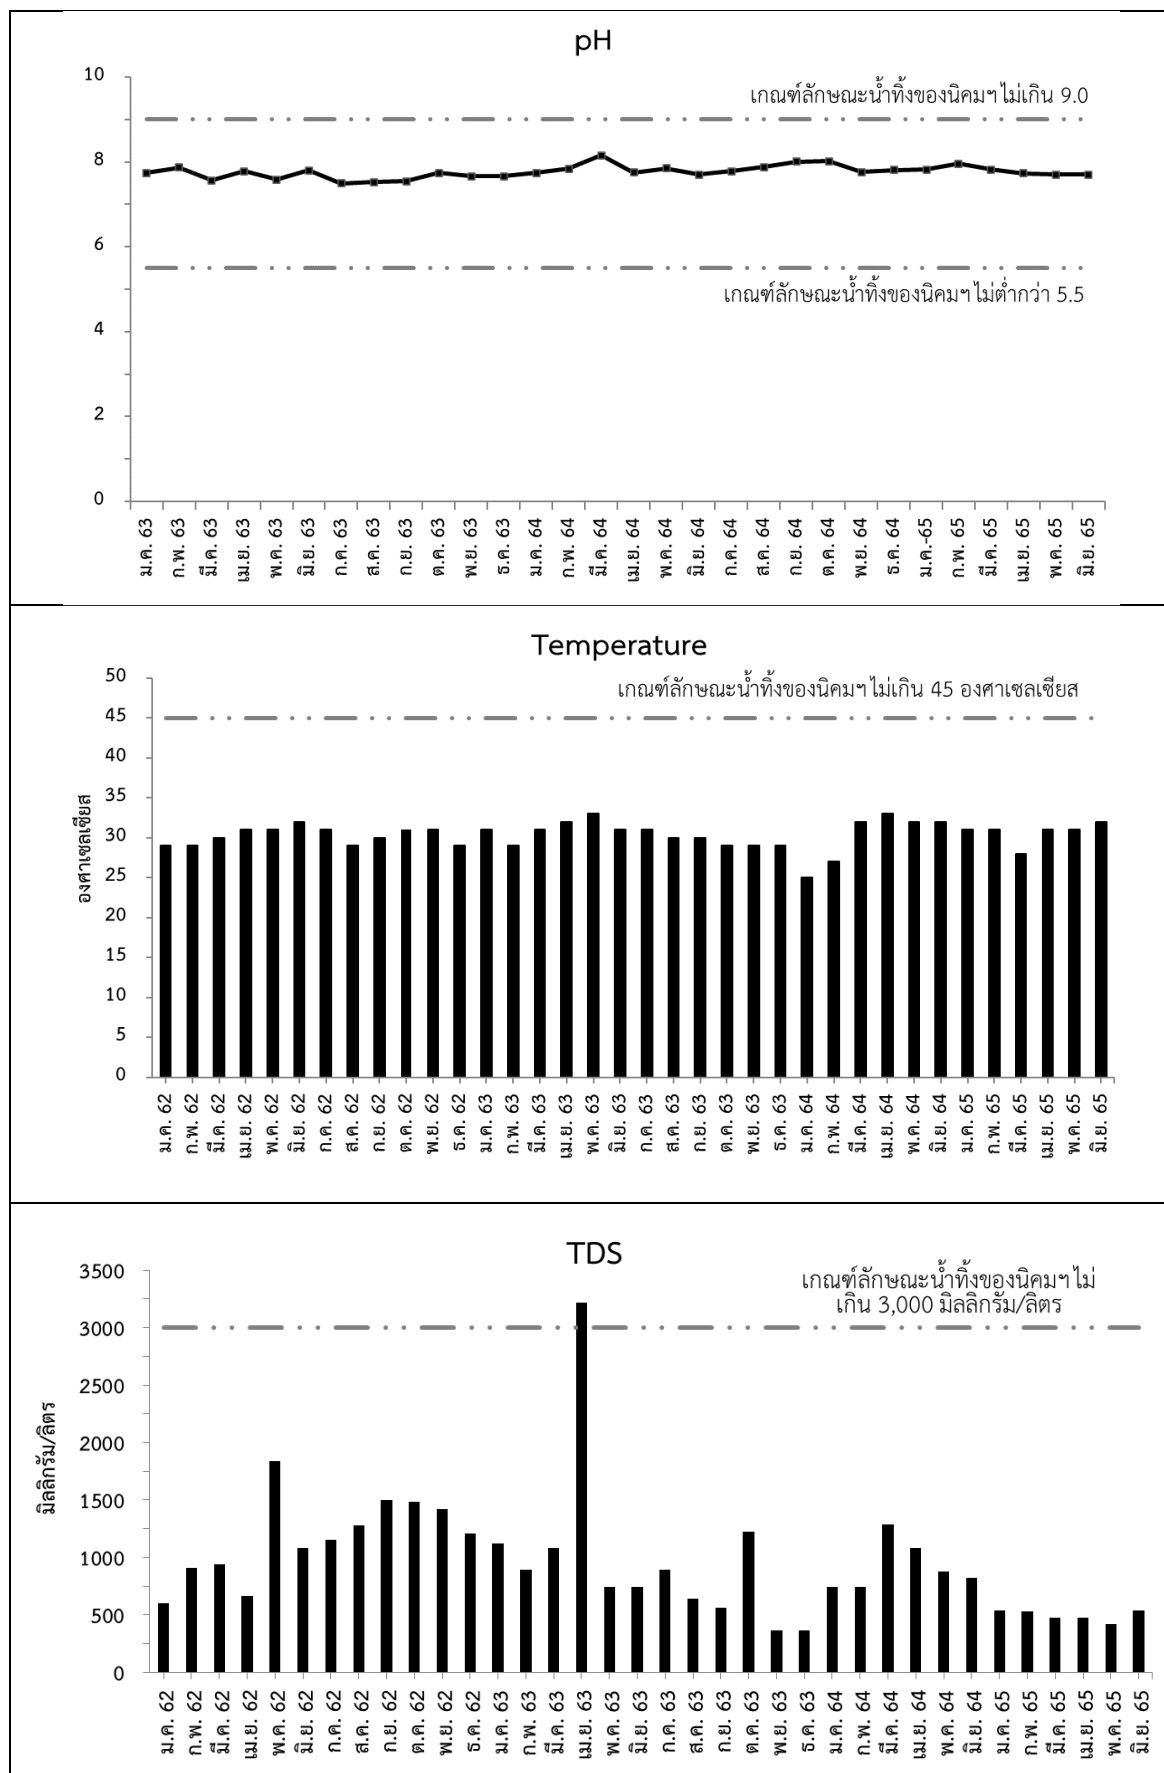 pH
เกณฑ์ลักษณะน้ำทิ้งของนิคมฯ ไม่เกิน 9.0
10
8
6
เกณฑ์ลักษณะน้ำทิ้งของนิคมฯ ไม่ต่ำกว่า 5.5
4
2
0
ม.ค. 63
ก.พ. 63
มี.ค. 63
เม.ย. 63
พ.ค. 63
มิ.ย. 63
ก.ค. 63
ส.ค. 63
ก.ย. 63
ต.ค. 63
พ.ย. 63
ธ.ค. 63
ม.ค. 64
ก.พ. 64
มี.ค. 64
เม.ย. 64
พ.ค. 64
มิ.ย. 64
ก.ค. 64
ส.ค. 64
ก.ย. 64
ต.ค. 64
พ.ย. 64
ธ.ค. 64
ม.ค.-65
ก.พ. 65
มี.ค. 65
เม.ย. 65
พ.ค. 65
มิ.ย. 65
Temperature
เกณฑ์ลักษณะน้ำทิ้งของนิคมฯ ไม่เกิน 45 องศาเซลเซียส
องศาเซลเซียส
50
45
40
35
30
25
20
15
10
5
0
ม.ค. 62
ก.พ. 62
มี.ค. 62
เม.ย. 62
พ.ค. 62
มิ.ย. 62
ก.ค. 62
ส.ค. 62
ก.ย. 62
ต.ค. 62
พ.ย. 62
ธ.ค. 62
ม.ค. 63
ก.พ. 63
มี.ค. 63
เม.ย. 63
พ.ค. 63
มิ.ย. 63
ก.ค. 63
ส.ค. 63
ก.ย. 63
ต.ค. 63
พ.ย. 63
ธ.ค. 63
ม.ค. 64
ก.พ. 64
มี.ค. 64
เม.ย. 64
พ.ค. 64
มิ.ย. 64
ม.ค. 65
ก.พ. 65
มี.ค. 65
เม.ย. 65
พ.ค. 65
มิ.ย. 65
TDS
เกณฑ์ลักษณะน้ำทิ้งของนิคมฯ ไม่
เกิน 3,000 มิลลิกรัม/ลิตร
มิลลิกรัม/ลิตร
3500
3000
2500
2000
1500
1000
500
0
ม.ค. 62
ก.พ. 62
มี.ค. 62
เม.ย. 62
พ.ค. 62
มิ.ย. 62
ก.ค. 62
ส.ค. 62
ก.ย. 62
ต.ค. 62
พ.ย. 62
ธ.ค. 62
ม.ค. 63
ก.พ. 63
มี.ค. 63
เม.ย. 63
พ.ค. 63
มิ.ย. 63
ก.ค. 63
ส.ค. 63
ก.ย. 63
ต.ค. 63
พ.ย. 63
ธ.ค. 63
ม.ค. 64
ก.พ. 64
มี.ค. 64
เม.ย. 64
พ.ค. 64
มิ.ย. 64
ม.ค. 65
ก.พ. 65
มี.ค. 65
เม.ย. 65
พ.ค. 65
มิ.ย. 65